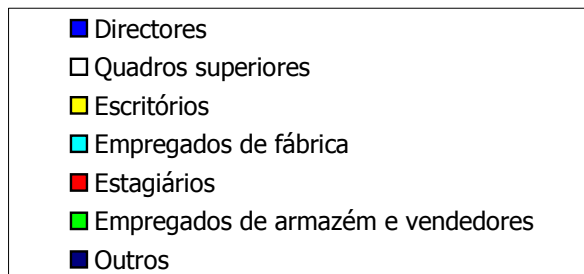 Directores
Quadros superiores
Escritórios
Empregados de fábrica
Estagiários
Empregados de armazém e vendedores
Outros